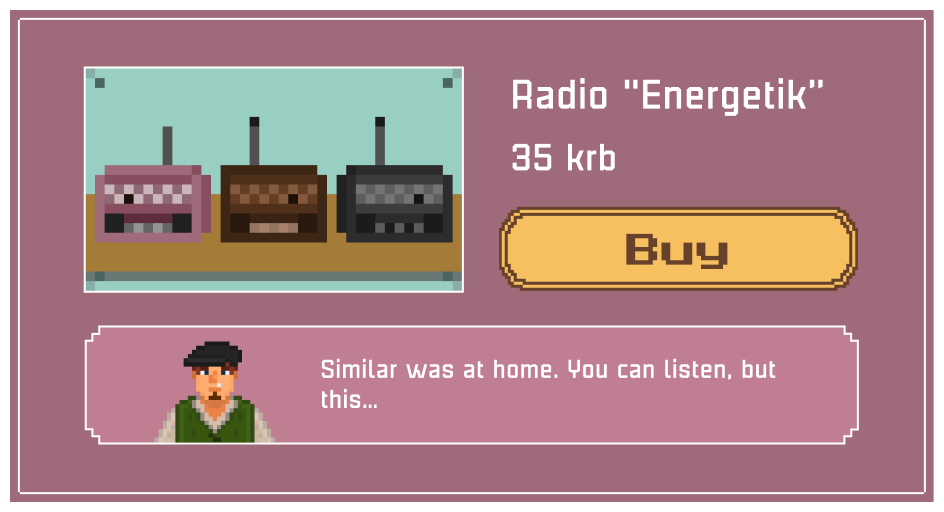 Radio "Energetik"
35 krb
Buy
Similar was at home. You can listen, but
this...